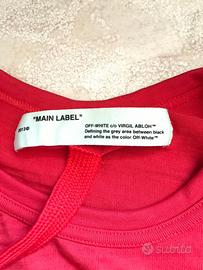 "MAIN LABEL"
2013©
OFF-WHITE c/o VIRGIL ABLOH™
Defining the grey area between black
and white as the color Off-White™
subito